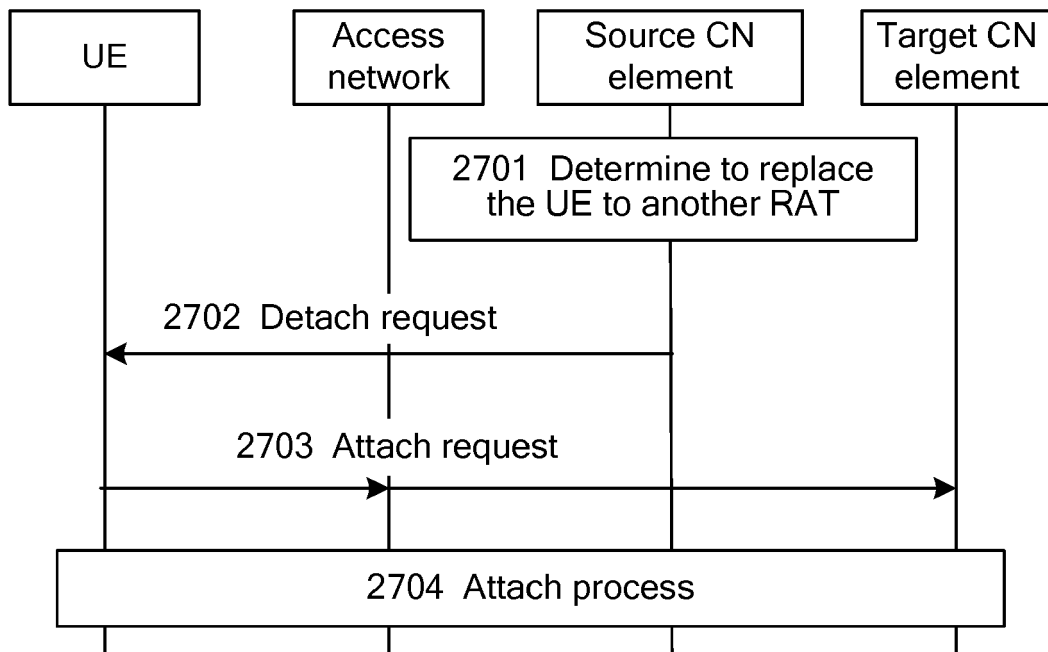 UE
Access
network
Source CN
element
Target CN
element
2701 Determine to replace
the UE to another RAT
2702 Detach request
2703 Attach request
2704 Attach process